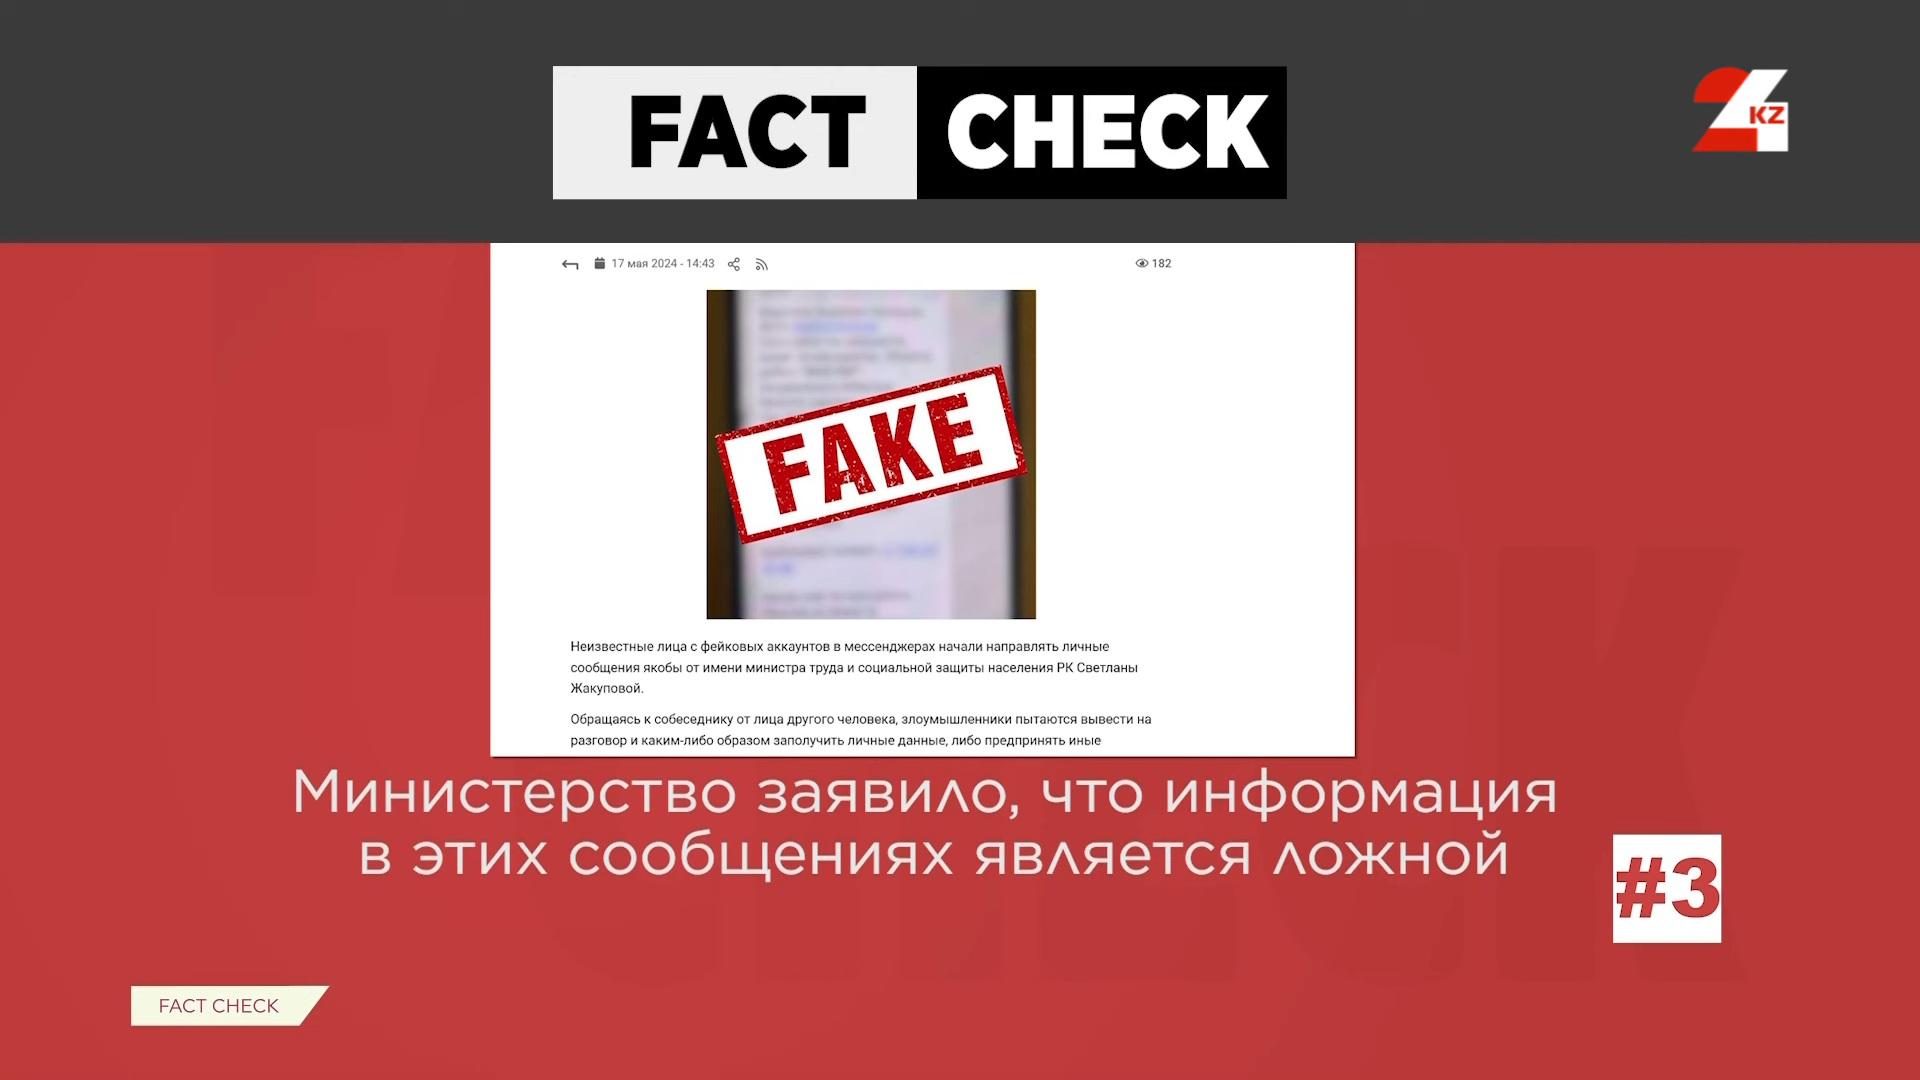 FACT CHECK
24 KZ
17 мая 2024 - 14:43
182
FAKE
Неизвестные лица с фейковых аккаунтов в мессенджерах начали направлять личные
сообщения якобы от имени министра труда и социальной защиты населения РК Светланы
Жакуповой.
Обращаясь к собеседнику от лица другого человека, злоумышленники пытаются вывести на
разговор и каким-либо образом заполучить личные данные, либо предпринять иные
Министерство заявило, что информация
в этих сообщениях является ложной
#3
FACT CHECK